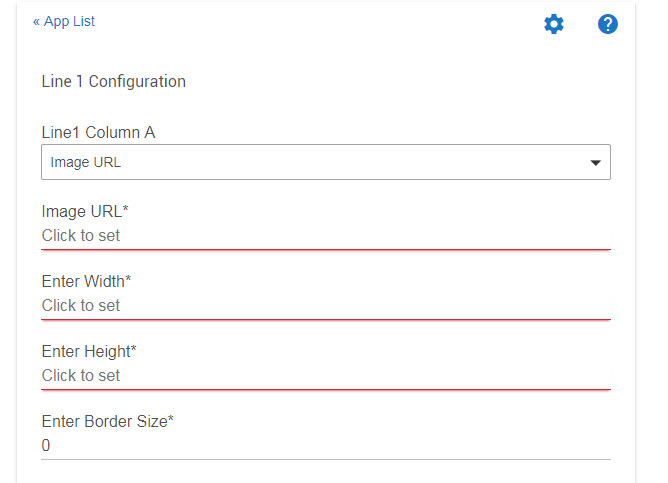 « App List
?
Line 1 Configuration
Line1 Column A
Image URL
Image URL*
Click to set
Enter Width*
Click to set
Enter Height*
Click to set
Enter Border Size*
0